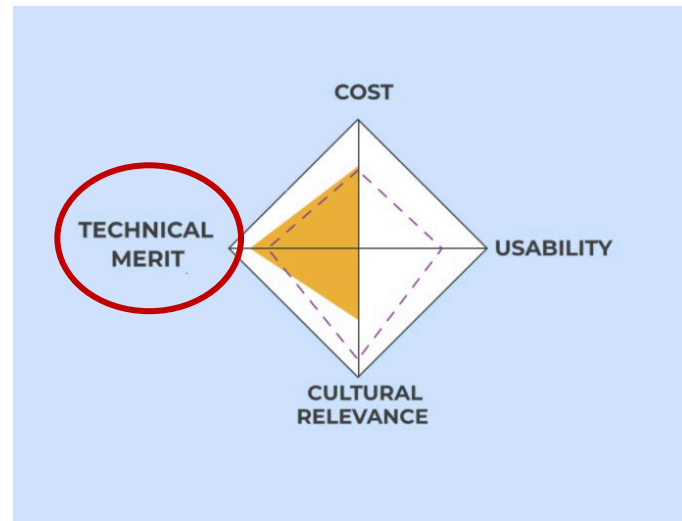 COST
TECHNICAL
MERIT
USABILITY
CULTURAL
RELEVANCE